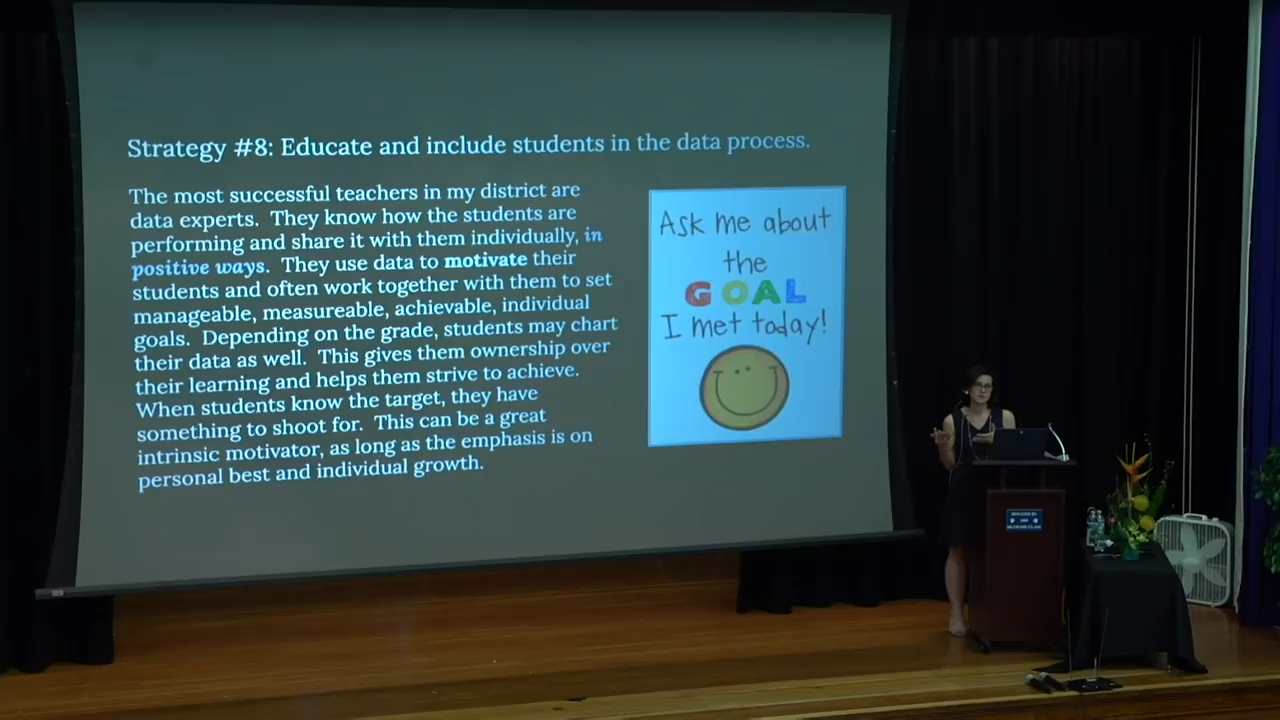 Strategy #8: Educate and include students in the data process.
The most successful teachers in my district are
data experts. They know how the students are
performing and share it with them individually, in
positive ways. They use data to motivate their
students and often work together with them to set
manageable, measureable, achievable, individual
goals. Depending on the grade, students may chart
their data as well. This gives them ownership over
their learning and helps them strive to achieve.
When students know the target, they have
something to shoot for. This can be a great
intrinsic motivator, as long as the emphasis is on
personal best and individual growth.
Ask me about
the
GOAL
I met today!
DONATED BY